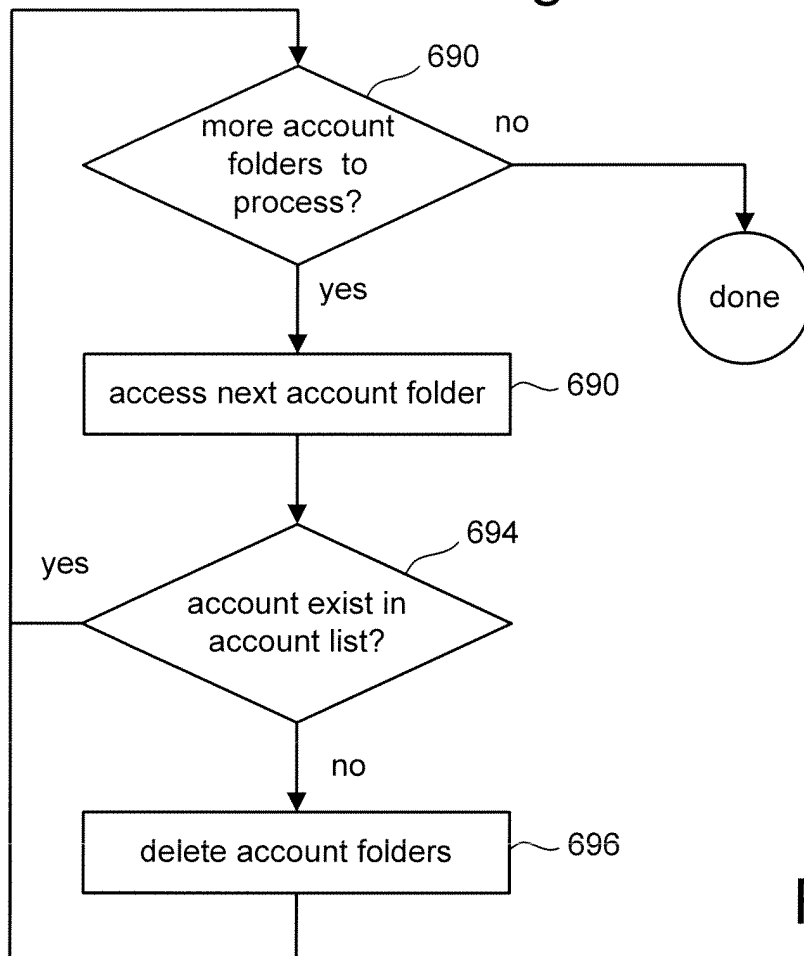 690
more account
folders to
process?
no
yes
done
access next account folder
690
694
yes
account exist in
account list?
no
delete account folders
696